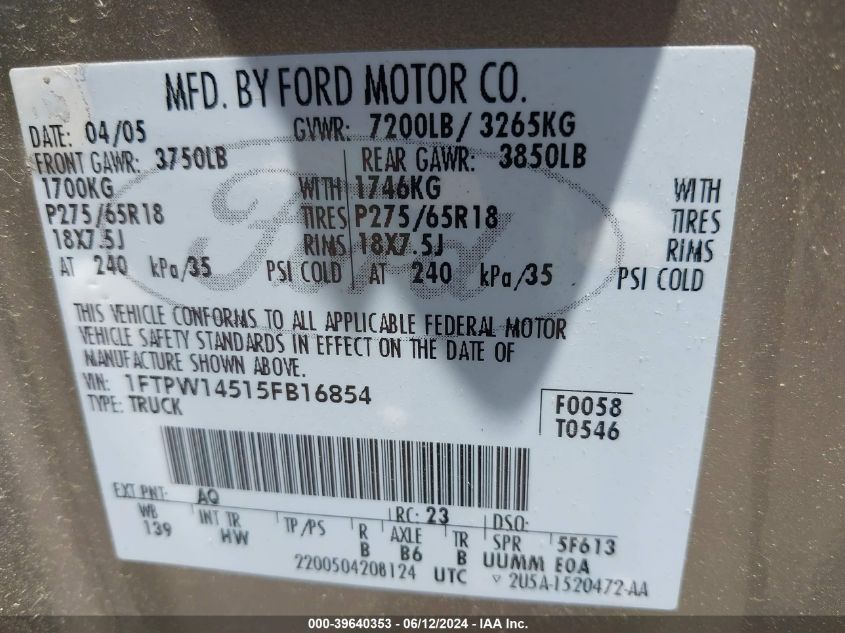 MFD. BY FORD MOTOR CO.
DATE: 04/05 GVWR: 7200LB/ 3265KG
FRONT GAWR: 3750LB REAR GAWR: 3850LB
1700KG WITH 1746KG WITH
P275/65R18 TIRES P275/65R18 TIRES
18X7.5J RIMS 18X7.5J RIMS
AT 240 kPa/35 PSI COLD AT 240 kPa/35 PSI COLD
THIS VEHICLE CONFORMS TO ALL APPLICABLE FEDERAL MOTOR
VEHICLE SAFETY STANDARDS IN EFFECT ON THE DATE OF
MANUFACTURE SHOWN ABOVE.
VIN: 1FTPW14515FB16854
TYPE: TRUCK
F0058
T0546
Ford
EXT PNT: AQ RC: 23 DSO:
WB INT TR TP/PS R AXLE TR SPR 5F613
139 HW B B6 B UUMM EOA
2200504208124 UTC ▽ 2U5A-1520472-AA
000-39640353 - 06/12/2024 - USMMN